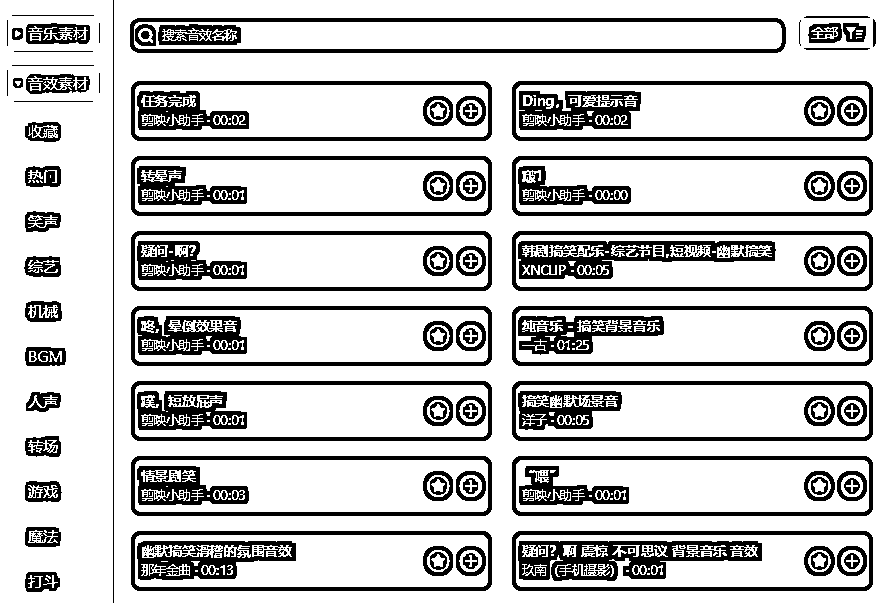 音乐素材
音效素材
收藏
热门
笑声
综艺
机械
BGM
人声
转场
游戏
魔法
打斗
搜索音效名称
全部
任务完成
剪映小助手·00:02
Ding，可爱提示音
剪映小助手·00:02
转晕声
剪映小助手·00:01
啵1
剪映小助手·00:00
疑问-啊？
剪映小助手·00:01
韩剧搞笑配乐-综艺节目,短视频-幽默搞笑
XNCLIP·00:05
咚，晕倒效果音
剪映小助手·00:01
纯音乐 - 搞笑背景音乐
一古·01:25
噗，短放屁声
剪映小助手·00:01
搞笑幽默场景音
洋子·00:05
情景剧笑
剪映小助手·00:03
“喂”
剪映小助手·00:01
幽默搞笑滑稽的氛围音效
那年金曲·00:13
疑问？啊 震惊 不可思议 背景音乐 音效
玖南（手机摄影）·00:01